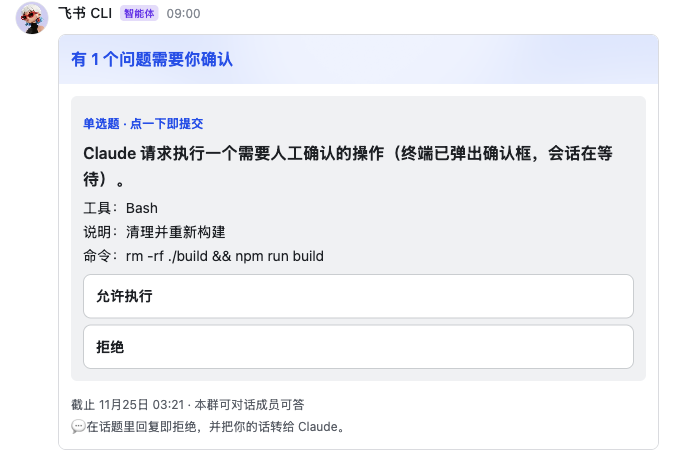 飞书 CLI 智能体 09:00
有 1 个问题需要你确认
单选题 · 点一下即提交
Claude 请求执行一个需要人工确认的操作（终端已弹出确认框，会话在等
待）。
工具：Bash
说明：清理并重新构建
命令：rm -rf ./build && npm run build
允许执行
拒绝
截止 11月25日 03:21 · 本群可对话成员可答
💬在话题里回复即拒绝，并把你的话转给 Claude。